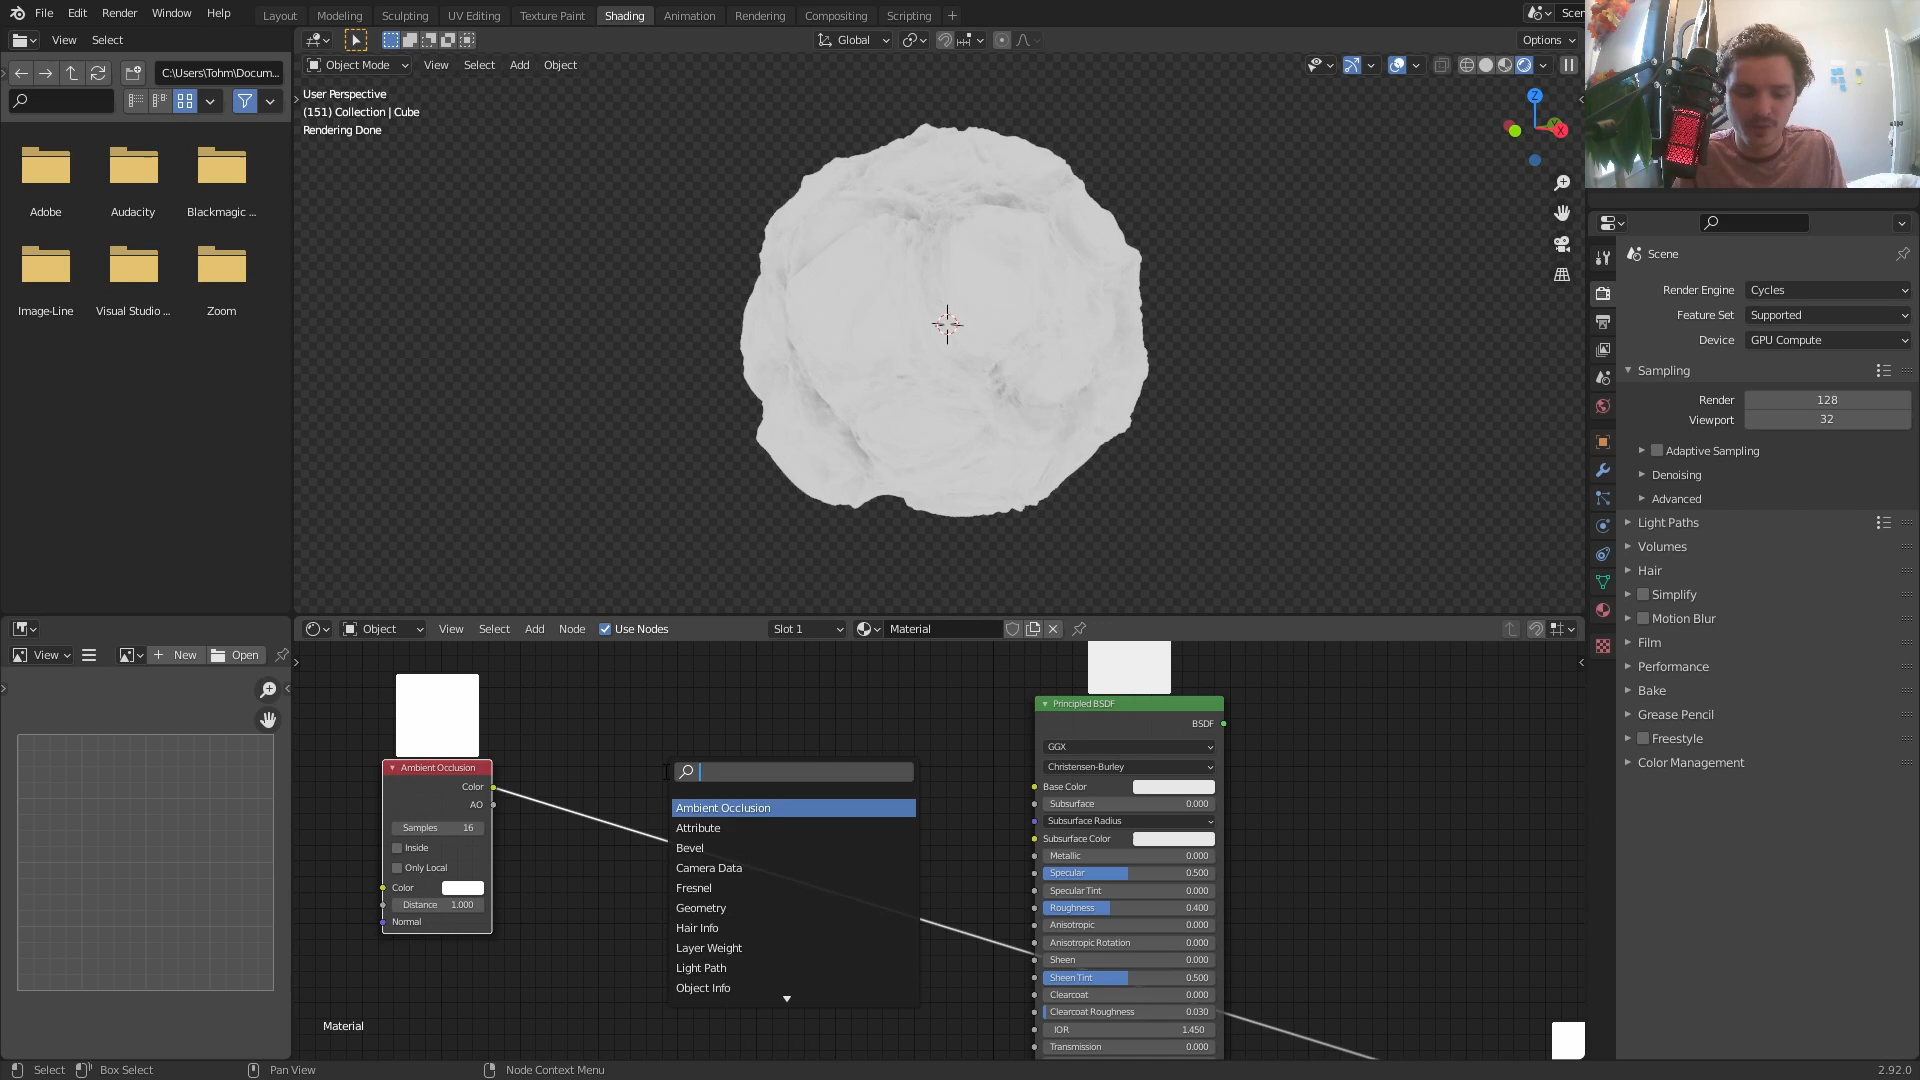 File Edit Render Window Help
Layout Modeling Sculpting UV Editing Texture Paint Shading Animation Rendering Compositing Scripting +
Scen
View Select
Global
Options
C:\Users\Tohm\Docum...
Object Mode View Select Add Object
User Perspective
(151) Collection | Cube
Rendering Done
Z
Y
X
Adobe Audacity Blackmagic ...
Image-Line Visual Studio ... Zoom
Scene
Render Engine Cycles
Feature Set Supported
Device GPU Compute
Sampling
Render 128
Viewport 32
Adaptive Sampling
Denoising
Advanced
Light Paths
Volumes
Hair
Simplify
Motion Blur
Film
Performance
Bake
Grease Pencil
Freestyle
Color Management
Object View Select Add Node Use Nodes Slot 1 Material
View New Open
Ambient Occlusion
Color
AO
Samples 16
Inside
Only Local
Color
Distance 1.000
Normal
Ambient Occlusion
Attribute
Bevel
Camera Data
Fresnel
Geometry
Hair Info
Layer Weight
Light Path
Object Info
Principled BSDF
BSDF
GGX
Christensen-Burley
Base Color
Subsurface 0.000
Subsurface Radius
Subsurface Color
Metallic 0.000
Specular 0.500
Specular Tint 0.000
Roughness 0.400
Anisotropic 0.000
Anisotropic Rotation 0.000
Sheen 0.000
Sheen Tint 0.500
Clearcoat 0.000
Clearcoat Roughness 0.030
IOR 1.450
Transmission 0.000
Material
Select Box Select Pan View Node Context Menu 2.92.0